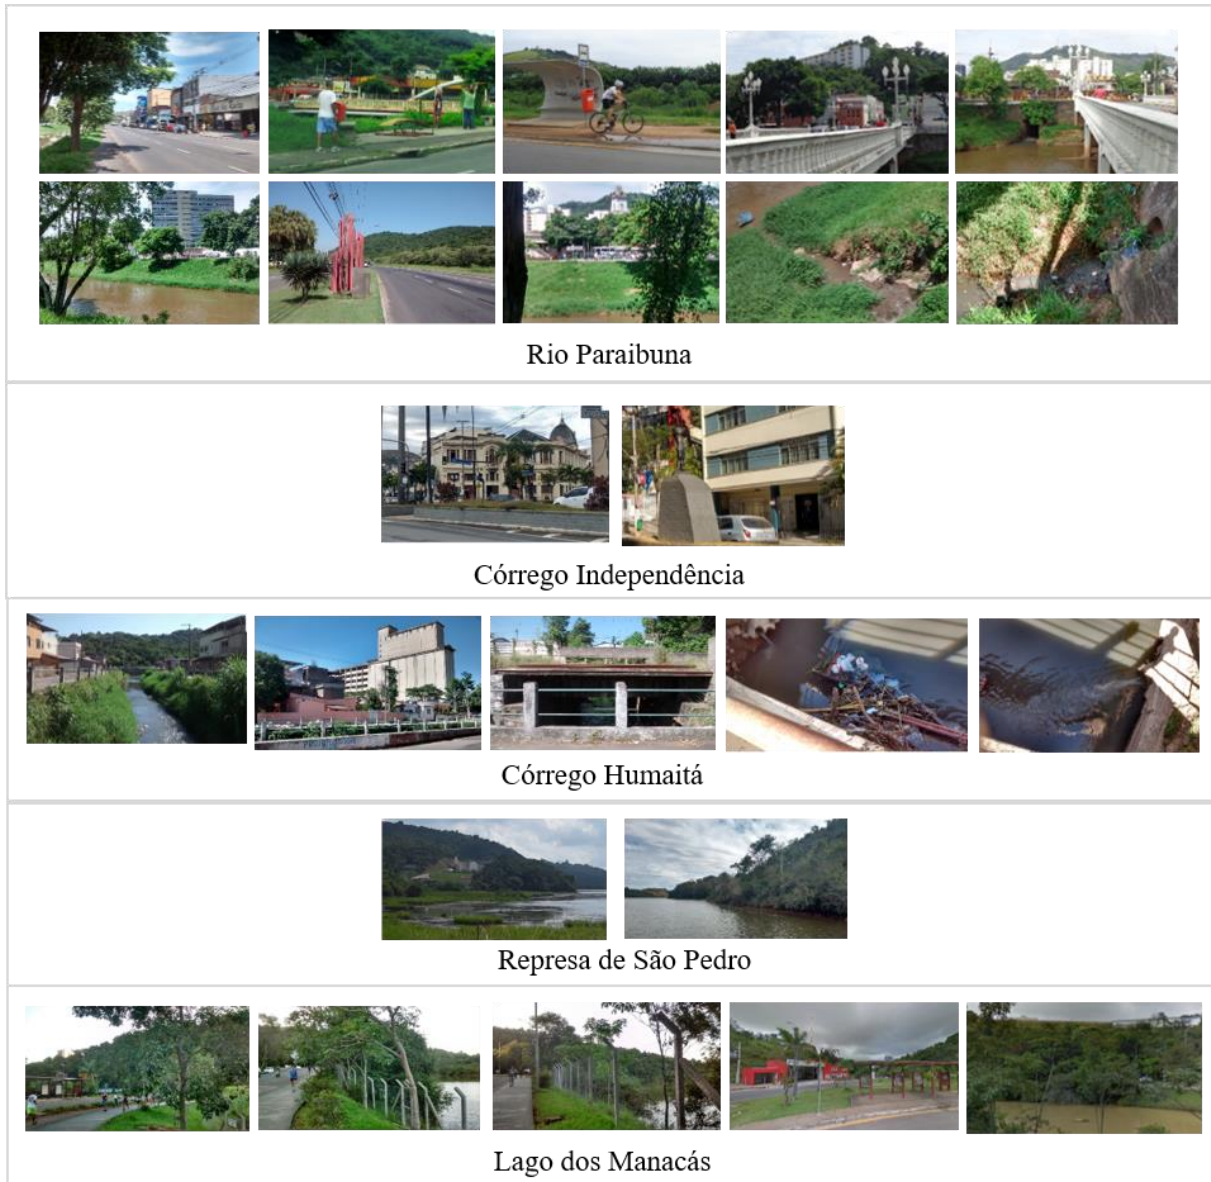 Rio Paraibuna
Córrego Independência
Córrego Humaitá
Represa de São Pedro
Lago dos Manacás